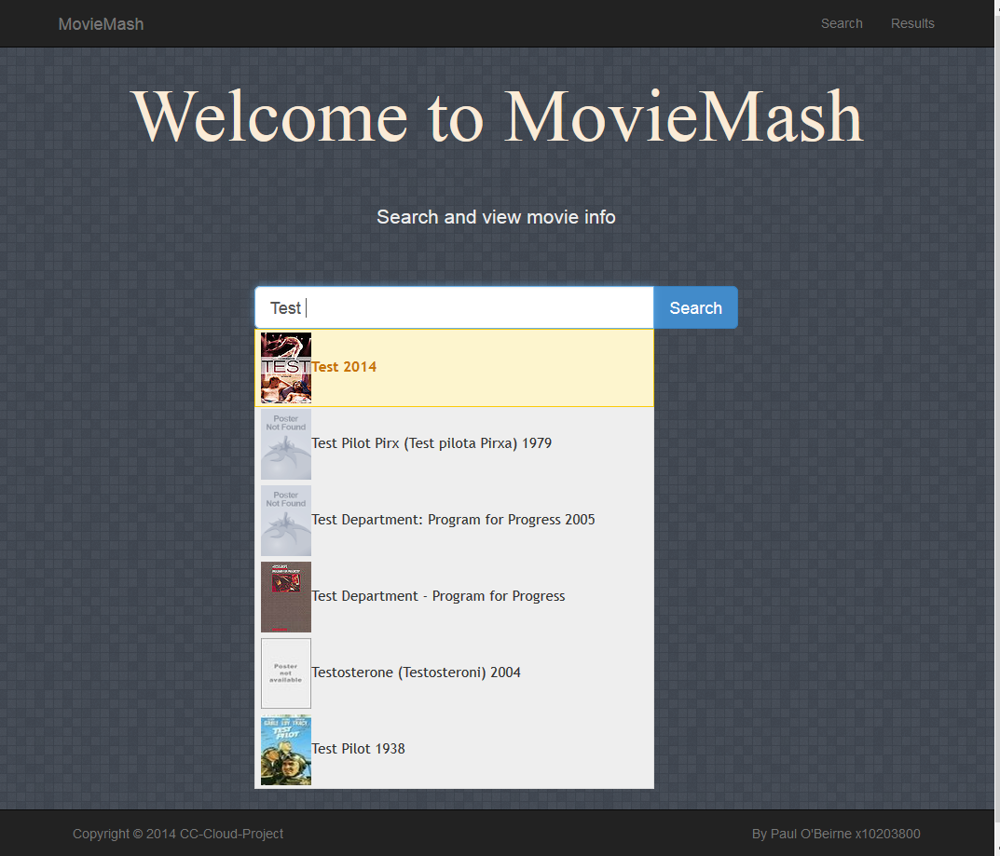 MovieMash
Search
Results
Welcome to MovieMash
Search and view movie info
Test
Search
TEST
Test 2014
Poster
Not Found
Test Pilot Pirx (Test pilota Pirxa) 1979
Poster
Not Found
Test Department: Program for Progress 2005
Test Department - Program for Progress
Poster
not
available
Testosterone (Testosteroni) 2004
TEST
PILOT
Test Pilot 1938
Copyright © 2014 CC-Cloud-Project
By Paul O'Beirne x10203800